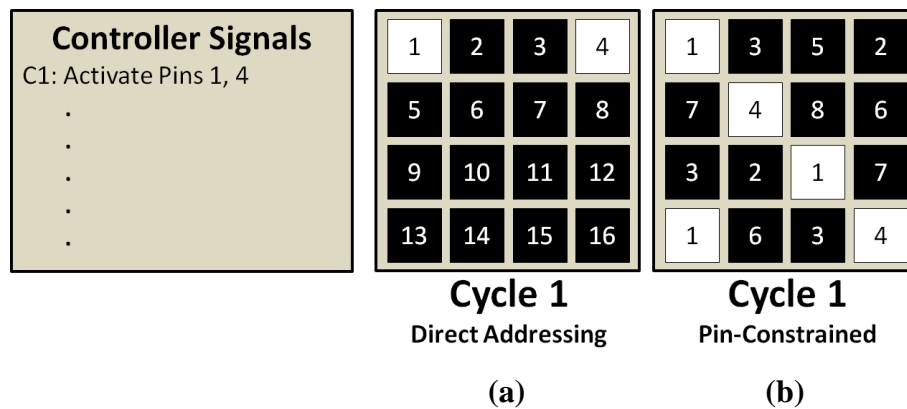 Controller Signals
C1: Activate Pins 1, 4
.
.
.
.
.
1 2 3 4
5 6 7 8
9 10 11 12
13 14 15 16
Cycle 1
Direct Addressing
(a)
1 3 5 2
7 4 8 6
3 2 1 7
1 6 3 4
Cycle 1
Pin-Constrained
(b)